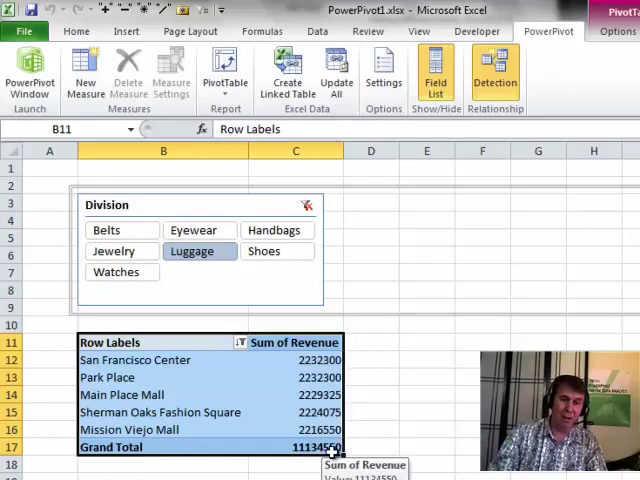 PowerPivot1.xlsx - Microsoft Excel
PivotTa
File Home Insert Page Layout Formulas Data Review View Developer PowerPivot Options
PowerPivot Window
New Measure
Delete Measure
Measure Settings
PivotTable
Create Linked Table
Update All
Settings
Field List
Detection
Launch Measures Report Excel Data Options Show/Hide Relationship
B11 fx Row Labels
A B C D E F G H
1
2
3 Division
4 Belts Eyewear Handbags
5 Jewelry Luggage Shoes
6
7 Watches
8
9
10
11 Row Labels Sum of Revenue
12 San Francisco Center 2232300
13 Park Place 2232300
14 Main Place Mall 2229325
15 Sherman Oaks Fashion Square 2224075
16 Mission Viejo Mall 2216550
17 Grand Total 11134550
18 Sum of Revenue
Value: 11134550